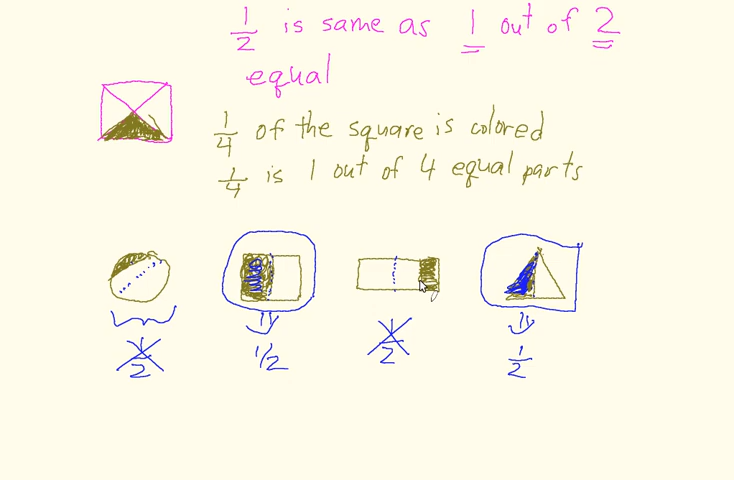 1/2 is same as 1 out of 2
equal
1/4 of the square is colored
1/4 is 1 out of 4 equal parts
1/2 1/2 1/2 1/2